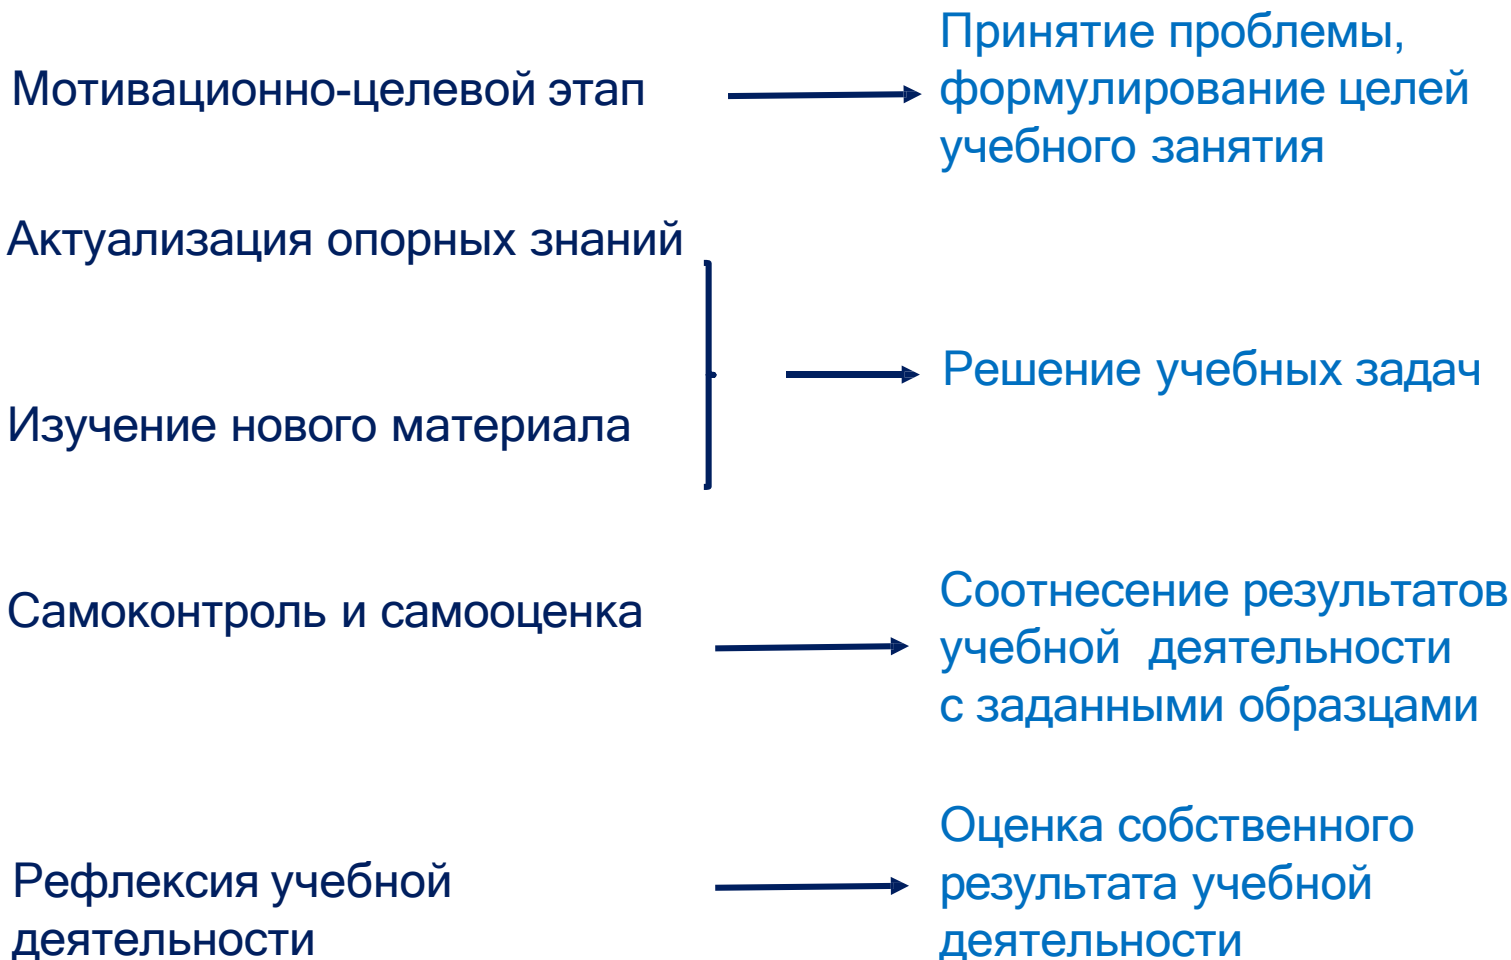 Мотивационно-целевой этап
Принятие проблемы,
формулирование целей
учебного занятия
Актуализация опорных знаний
Изучение нового материала
Решение учебных задач
Самоконтроль и самооценка
Соотнесение результатов
учебной деятельности
с заданными образцами
Рефлексия учебной
деятельности
Оценка собственного
результата учебной
деятельности